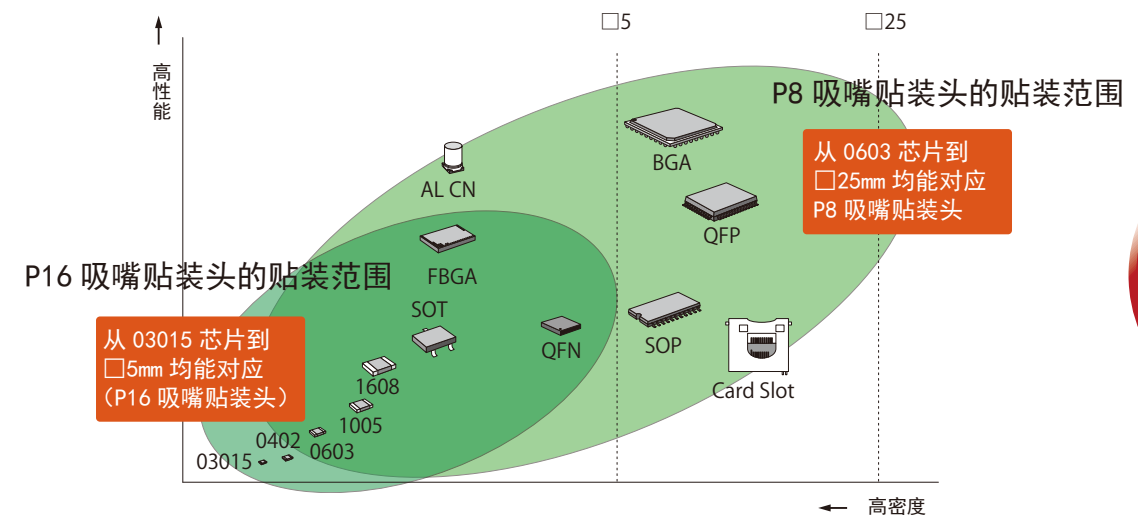 □5
□25
高性能
P8 吸嘴贴装头的贴装范围
BGA
从 0603 芯片到
□25mm 均能对应
P8 吸嘴贴装头
AL CN
QFP
P16 吸嘴贴装头的贴装范围
FBGA
SOT
从 03015 芯片到
□5mm 均能对应
（P16 吸嘴贴装头）
QFN
SOP
1608
Card Slot
1005
0402
0603
03015
高密度